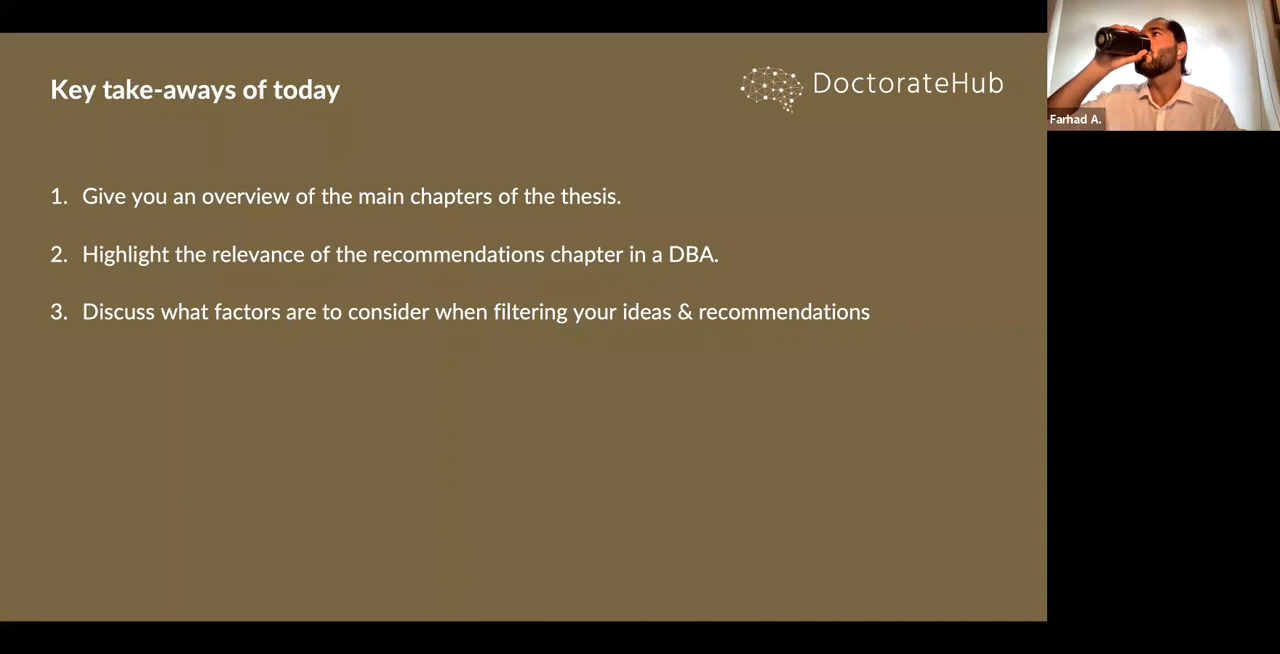 Key take-aways of today
DoctorateHub
1. Give you an overview of the main chapters of the thesis.
2. Highlight the relevance of the recommendations chapter in a DBA.
3. Discuss what factors are to consider when filtering your ideas & recommendations
Farhad A.